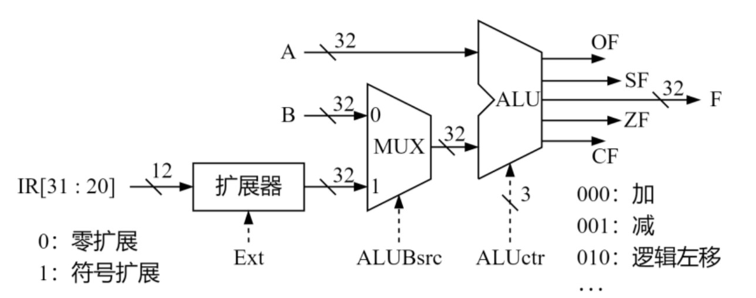 A
32
OF
SF
ALU
32
F
ZF
CF
B
32
0
MUX
32
IR[31 : 20]
12
扩展器
32
1
3
0：零扩展
1：符号扩展
Ext
ALUBsrc
ALUctr
000：加
001：减
010：逻辑左移
...